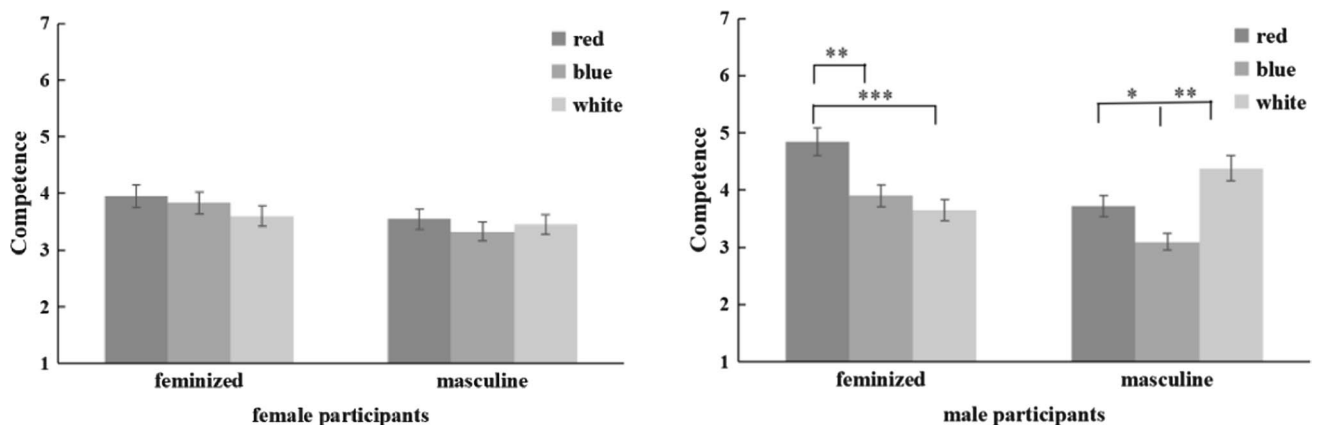 7
6
5
4
3
2
1
Competence
red
blue
white
feminized
masculine
female participants
7
6
5
4
3
2
1
Competence
**
***
*
**
red
blue
white
feminized
masculine
male participants